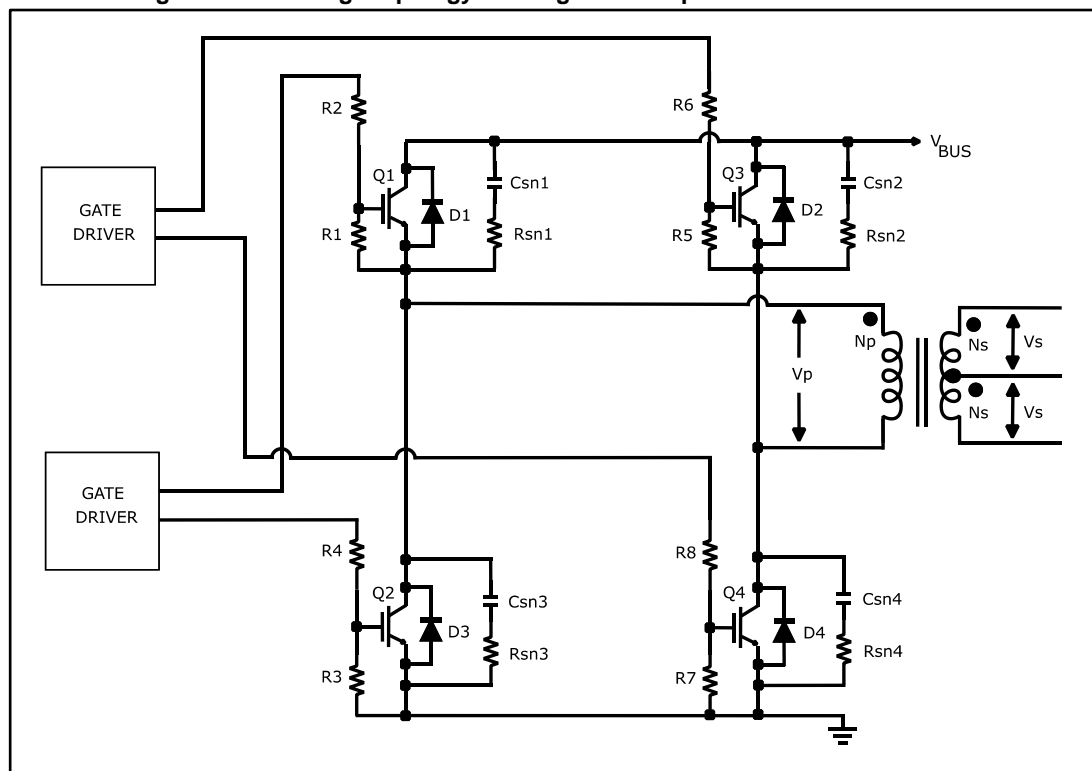 R2
R6
V
BUS
Q1
Csn1
Q3
Csn2
GATE
DRIVER
D1
D2
R1
Rsn1
R5
Rsn2
Np
Ns
Vs
Vp
Ns
Vs
GATE
DRIVER
R4
R8
Q2
Csn3
Q4
Csn4
D3
D4
R3
Rsn3
R7
Rsn4